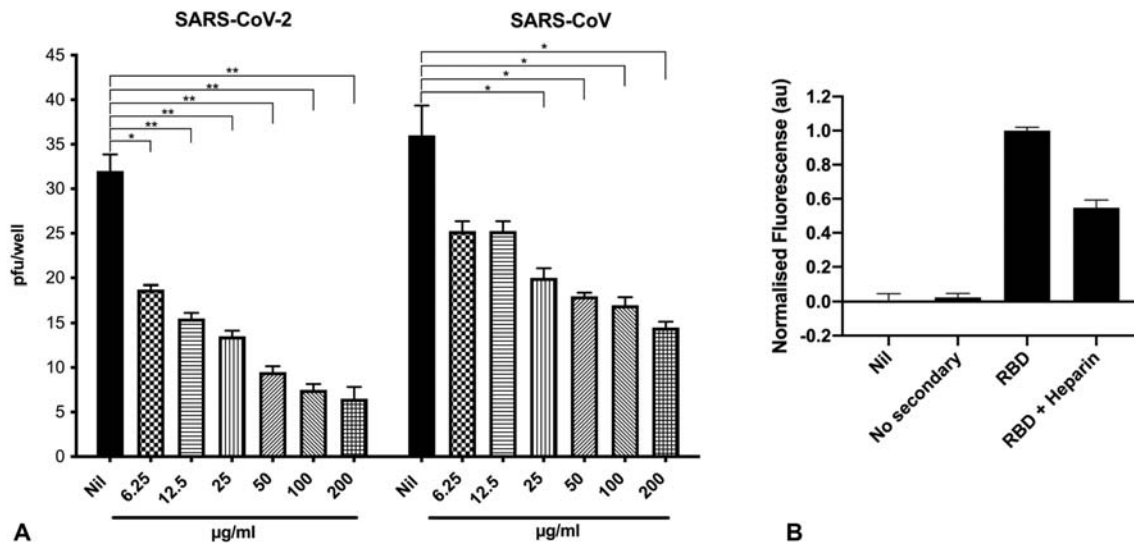 SARS-CoV-2
SARS-CoV
45
40
35
30
25
20
15
10
5
0
pfu/well
**
**
**
**
**
*
*
*
*
*
Nil
6.25
12.5
25
50
100
200
µg/ml
Nil
6.25
12.5
25
50
100
200
µg/ml
A
1.2
1.0
0.8
0.6
0.4
0.2
0.0
-0.2
Normalised Fluorescense (au)
Nil
No secondary
RBD
RBD + Heparin
B